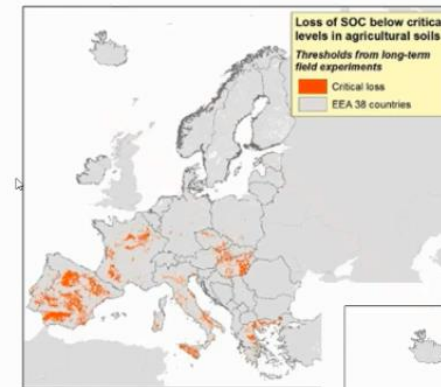 Loss of SOC below critica
levels in agricultural soils
Thresholds from long-term
field experiments
Critical loss
EEA 38 countries